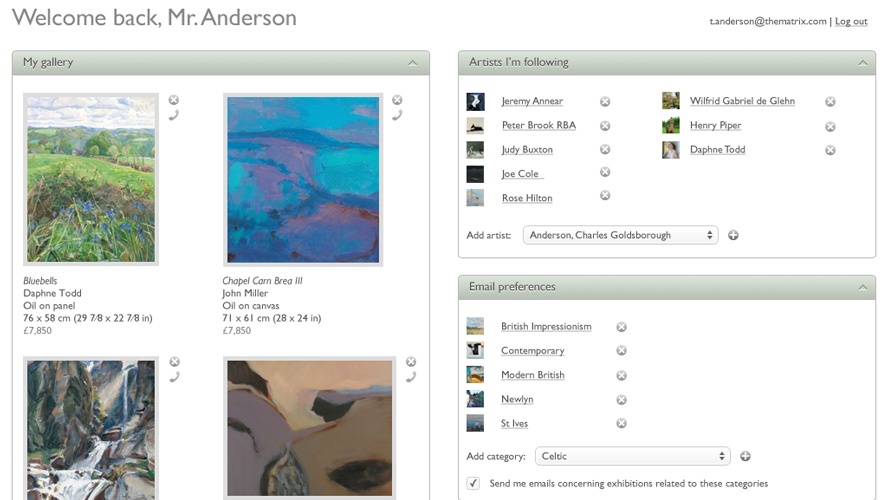 Welcome back, Mr. Anderson
t.anderson@thematrix.com | Log out
My gallery
Bluebells
Daphne Todd
Oil on panel
76 x 58 cm (29 7/8 x 22 7/8 in)
£7,850
Chapel Carn Brea III
John Miller
Oil on canvas
71 x 61 cm (28 x 24 in)
£7,850
Artists I'm following
Jeremy Annear
Peter Brook RBA
Judy Buxton
Joe Cole
Rose Hilton
Wilfrid Gabriel de Glehn
Henry Piper
Daphne Todd
Add artist: Anderson, Charles Goldsborough
Email preferences
British Impressionism
Contemporary
Modern British
Newlyn
St Ives
Add category: Celtic
Send me emails concerning exhibitions related to these categories